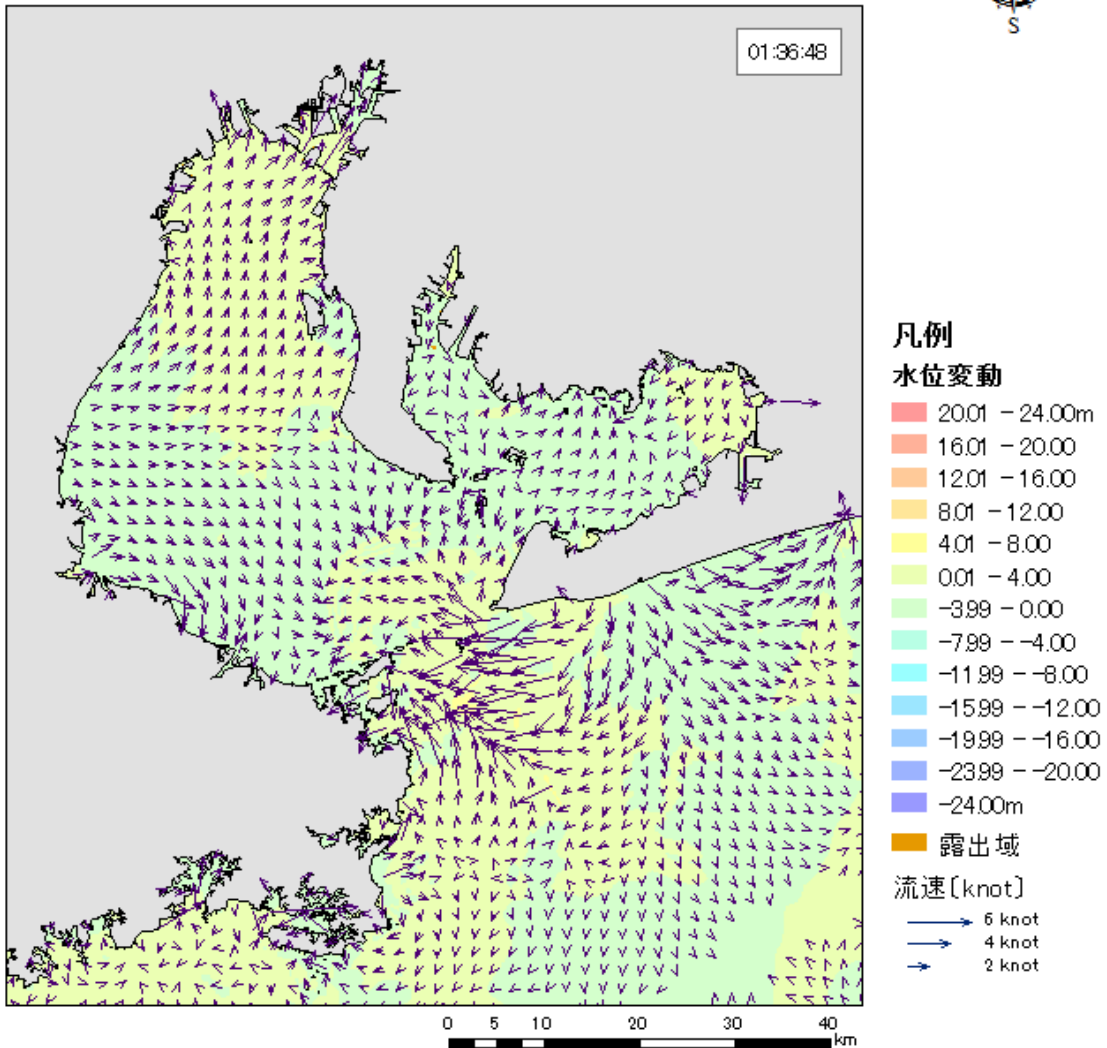 S
01:36:48
凡例
水位変動
20.01 - 24.00m
16.01 - 20.00
12.01 - 16.00
8.01 - 12.00
4.01 - 8.00
0.01 - 4.00
-3.99 - 0.00
-7.99 - -4.00
-11.99 - -8.00
-15.99 - -12.00
-19.99 - -16.00
-23.99 - -20.00
-24.00m
露出域
流速[knot]
6 knot
4 knot
2 knot
0 5 10 20 30 40
km